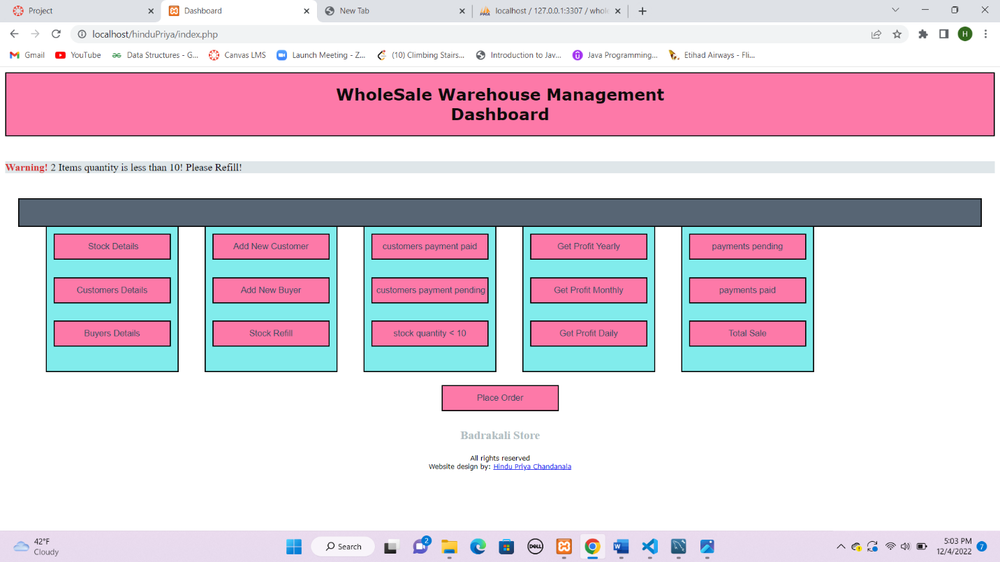 Project
Dashboard
New Tab
localhost / 127.0.0.1:3307 / whol
localhost/hinduPriya/index.php
H
Gmail
YouTube
Data Structures - G...
Canvas LMS
Launch Meeting - Z...
(10) Climbing Stairs...
Introduction to Jav...
Java Programming...
Etihad Airways - Fli...
WholeSale Warehouse Management
Dashboard
Warning! 2 Items quantity is less than 10! Please Refill!
Stock Details
Add New Customer
customers payment paid
Get Profit Yearly
payments pending
Customers Details
Add New Buyer
customers payment pending
Get Profit Monthly
payments paid
Buyers Details
Stock Refill
stock quantity < 10
Get Profit Daily
Total Sale
Place Order
Badrakali Store
All rights reserved
Website design by: Hindu Priya Chandanala
42°F
Cloudy
Search
2
DELL
5:03 PM
12/4/2022
7